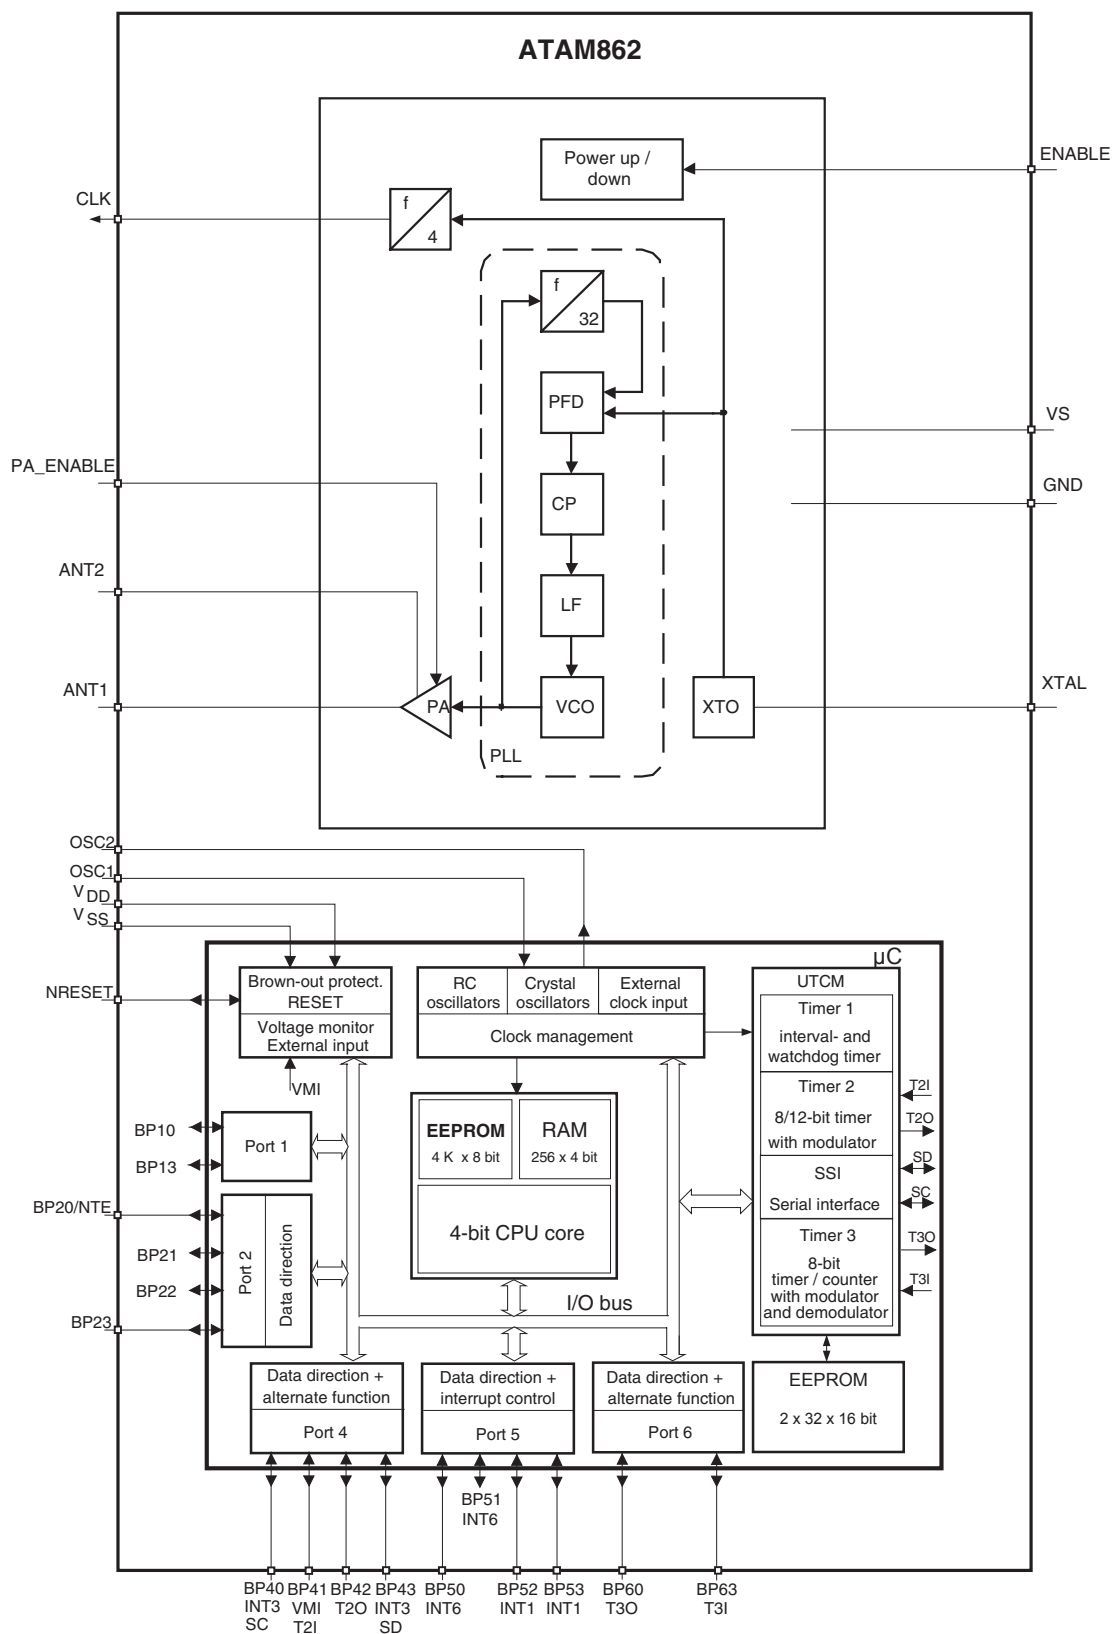 ATAM862
Power up /
down
ENABLE
CLK
f
4
f
32
PFD
VS
PA_ENABLE
GND
CP
ANT2
LF
ANT1
PA
VCO
XTO
XTAL
PLL
OSC2
OSC1
V DD
V SS
µC
NRESET
Brown-out protect.
RESET
Voltage monitor
External input
VMI
RC
oscillators
Crystal
oscillators
External
clock input
Clock management
UTCM
Timer 1
interval- and
watchdog timer
Timer 2
8/12-bit timer
with modulator
SSI
Serial interface
Timer 3
8-bit
timer / counter
with modulator
and demodulator
T2I
T2O
SD
SC
T3O
T3I
EEPROM
4 K x 8 bit
RAM
256 x 4 bit
4-bit CPU core
BP10
BP13
Port 1
BP20/NTE
BP21
BP22
BP23
Port 2
Data direction
I/O bus
Data direction +
alternate function
Port 4
Data direction +
interrupt control
Port 5
Data direction +
alternate function
Port 6
EEPROM
2 x 32 x 16 bit
BP51
INT6
BP40
INT3
SC
BP41
VMI
T2I
BP42
T2O
BP43
INT3
SD
BP50
INT6
BP52
INT1
BP53
INT1
BP60
T3O
BP63
T3I